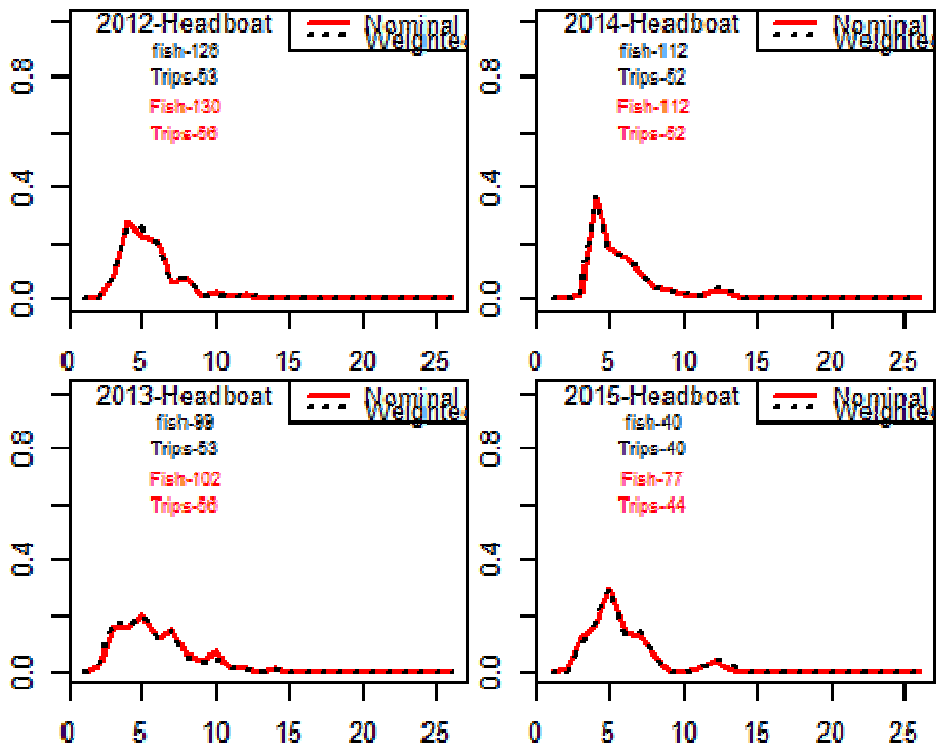 2012-Headboat
fish-126
Trips-53
Fish-130
Trips-56
Nominal
Weighted
0.0
0.4
0.8
0 5 10 15 20 25
2014-Headboat
fish-112
Trips-52
Fish-112
Trips-52
Nominal
Weighted
0.0
0.4
0.8
0 5 10 15 20 25
2013-Headboat
fish-99
Trips-53
Fish-102
Trips-56
Nominal
Weighted
0.0
0.4
0.8
0 5 10 15 20 25
2015-Headboat
fish-40
Trips-40
Fish-77
Trips-44
Nominal
Weighted
0.0
0.4
0.8
0 5 10 15 20 25